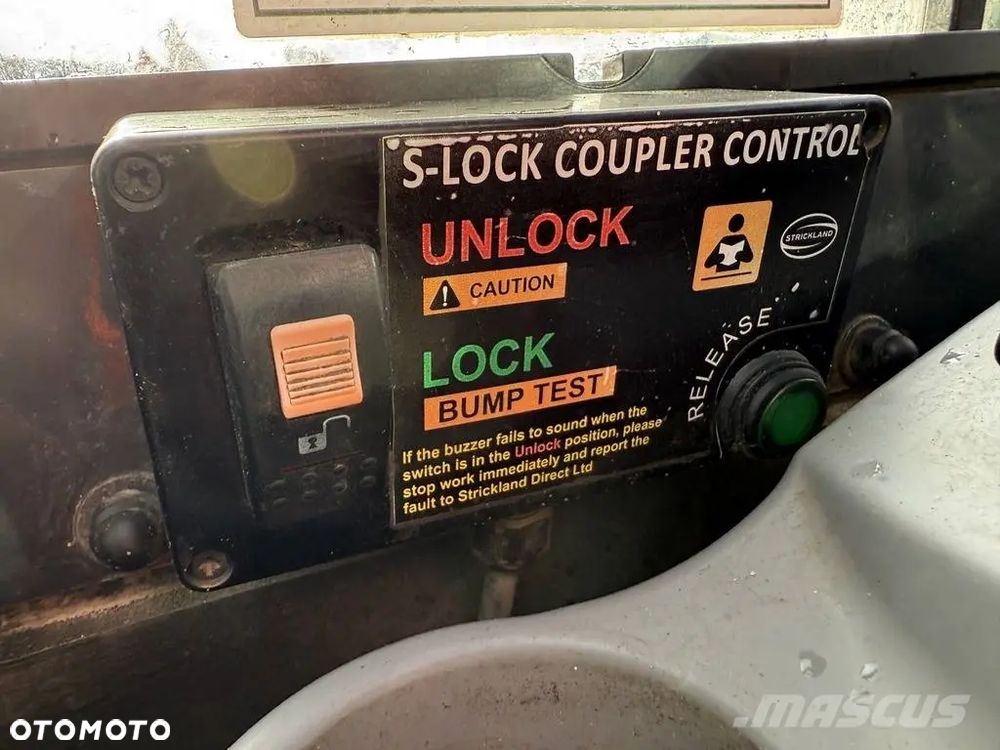 S-LOCK COUPLER CONTROL
UNLOCK
CAUTION
STRICKLAND
RELEASE
LOCK
BUMP TEST
If the buzzer fails to sound when the
switch is in the Unlock position, please
stop work immediately and report the
fault to Strickland Direct Ltd
OTOMOTO
MASCUS